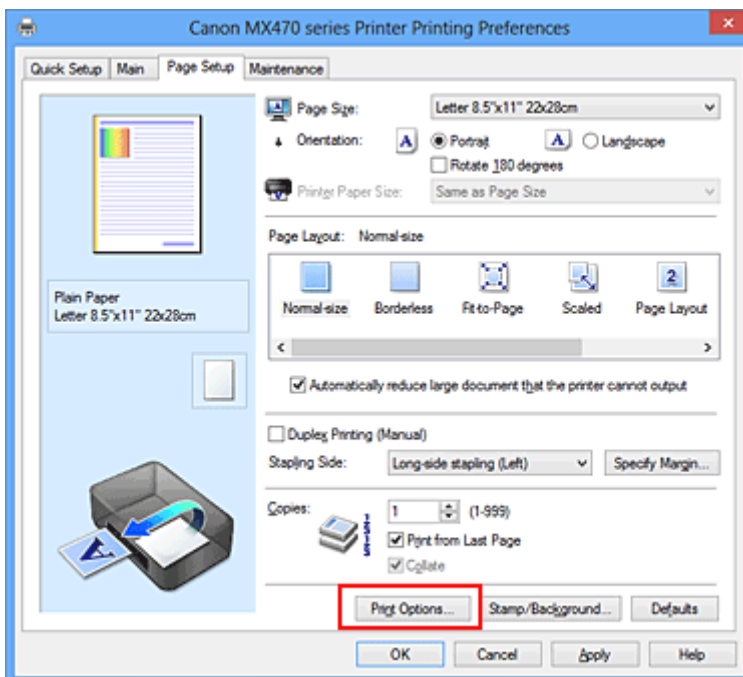 Canon MX470 series Printer Printing Preferences
Quick Setup Main Page Setup Maintenance
Page Size: Letter 8.5"x11" 22x28cm
Orientation: A Portrait A Landscape
Rotate 180 degrees
Printer Paper Size: Same as Page Size
Page Layout: Normal-size
Normal-size Borderless Fit-to-Page Scaled Page Layout
Plain Paper
Letter 8.5"x11" 22x28cm
Automatically reduce large document that the printer cannot output
Duplex Printing (Manual)
Stapling Side: Long-side stapling (Left) Specify Margin...
Copies: 1 (1-999)
Print from Last Page
Collate
Print Options... Stamp/Background... Defaults
OK Cancel Apply Help